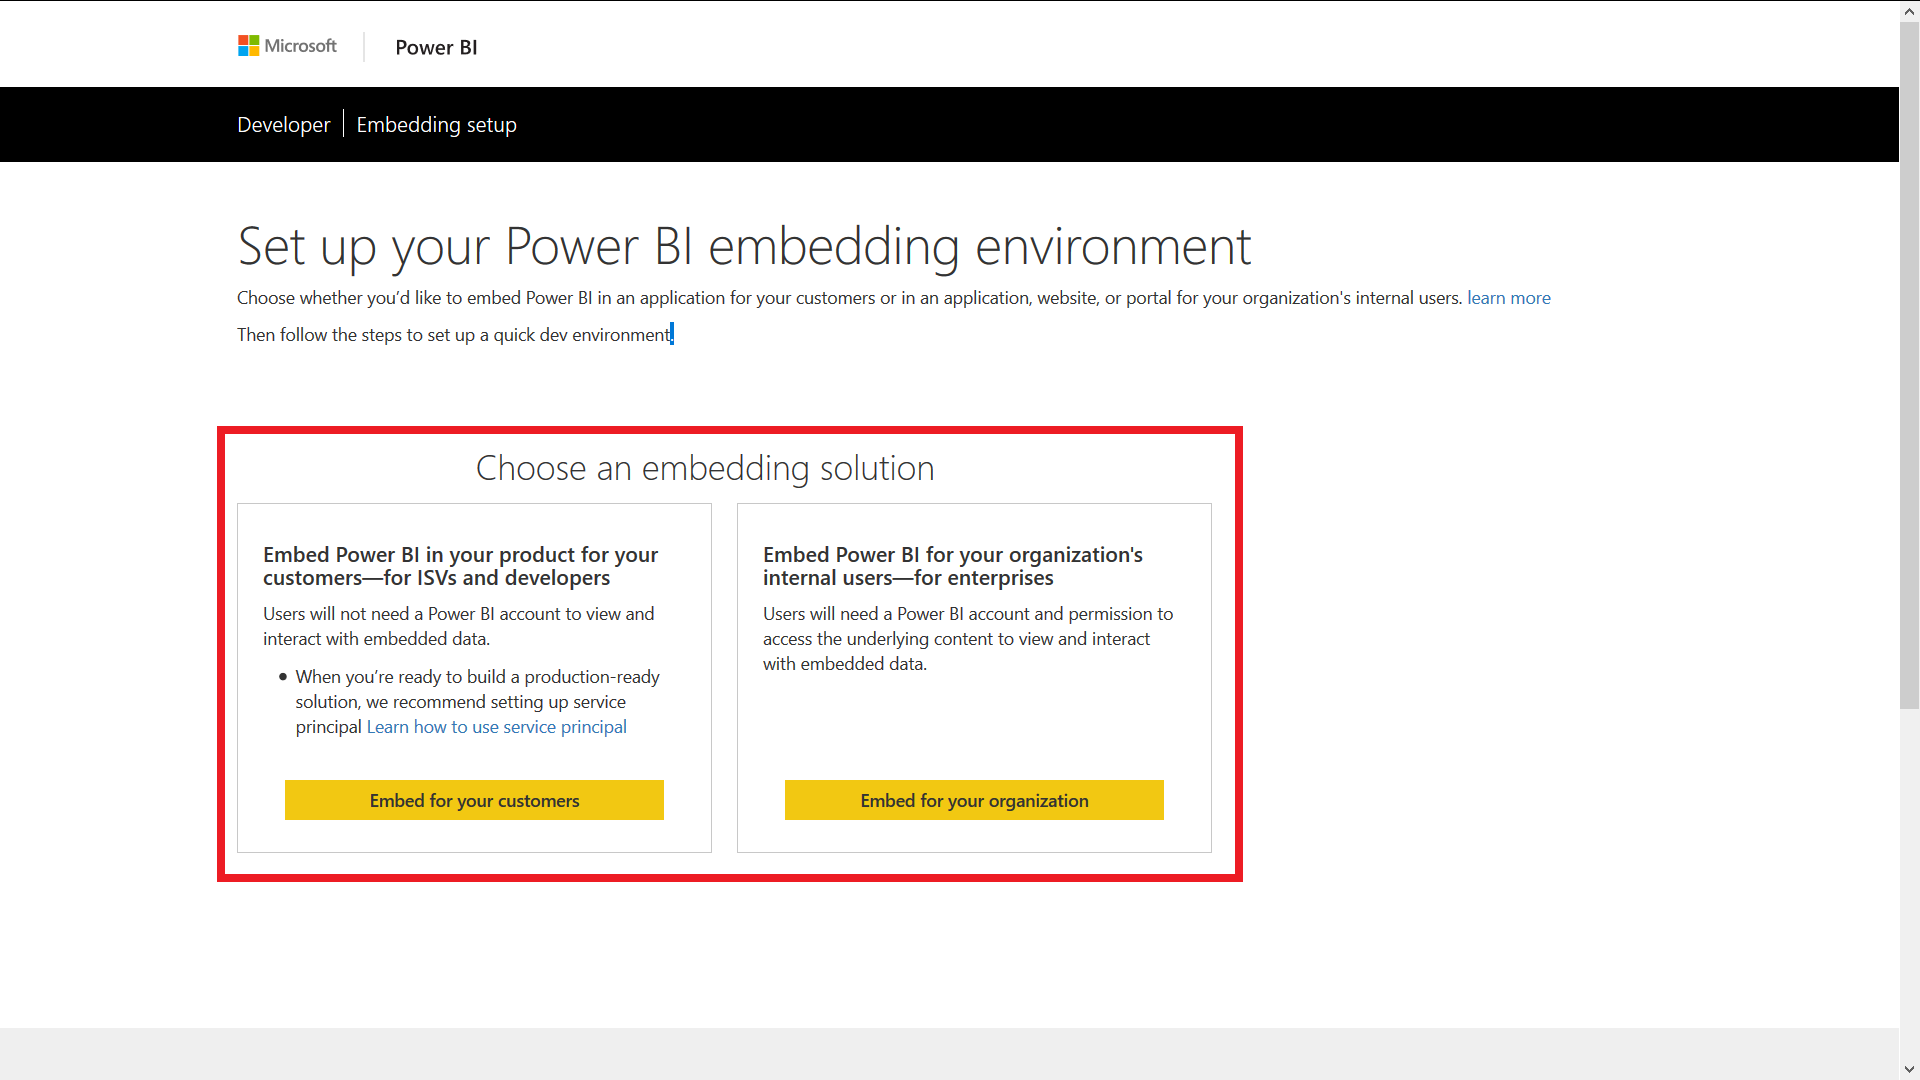 Microsoft
Power BI
Developer
Embedding setup
Set up your Power BI embedding environment
Choose whether you’d like to embed Power BI in an application for your customers or in an application, website, or portal for your organization's internal users. learn more
Then follow the steps to set up a quick dev environment.
Choose an embedding solution
Embed Power BI in your product for your
customers—for ISVs and developers
Users will not need a Power BI account to view and
interact with embedded data.
• When you’re ready to build a production-ready
solution, we recommend setting up service
principal Learn how to use service principal
Embed for your customers
Embed Power BI for your organization's
internal users—for enterprises
Users will need a Power BI account and permission to
access the underlying content to view and interact
with embedded data.
Embed for your organization